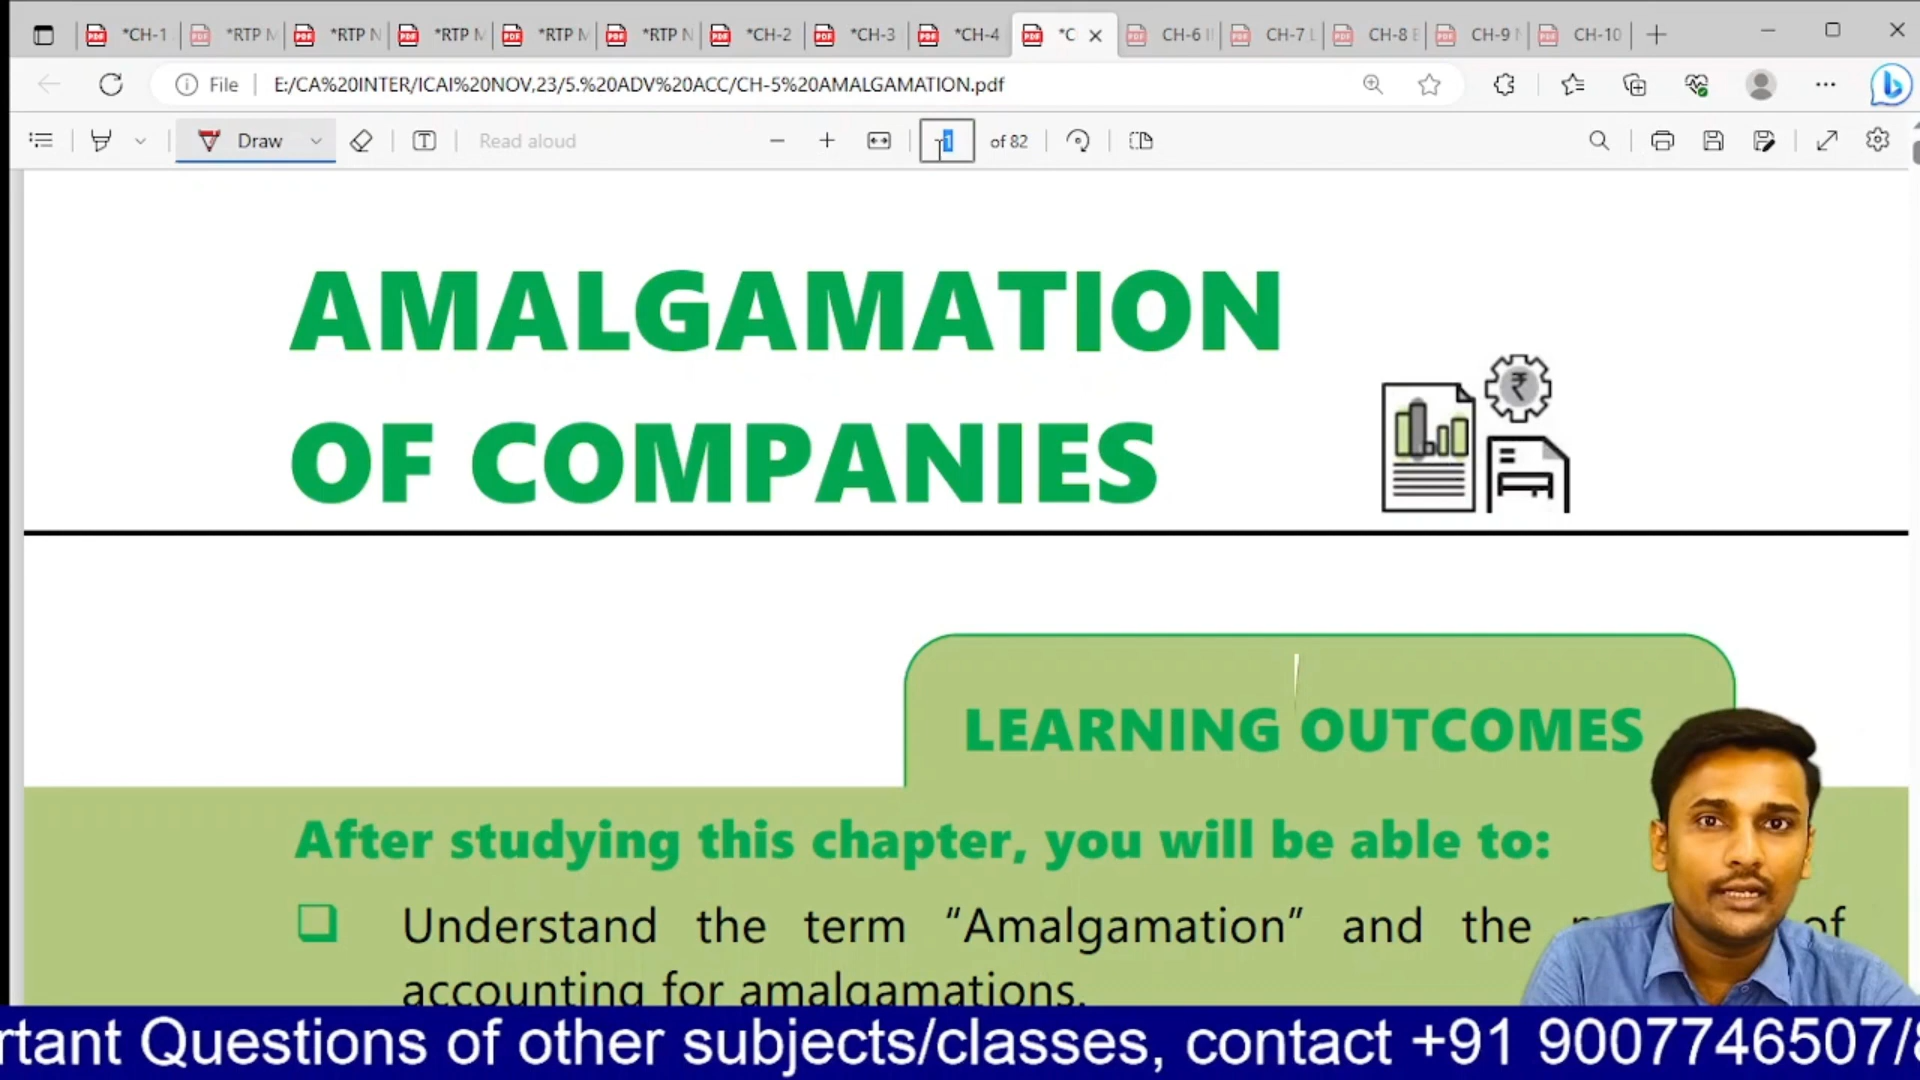 *CH-1 *RTP M *RTP N *RTP M *RTP M *RTP N *CH-2 *CH-3 *CH-4 *C CH-6 CH-7 L CH-8 CH-9 CH-10
File E:/CA%20INTER/ICAI%20NOV,23/5.%20ADV%20ACC/CH-5%20AMALGAMATION.pdf
Draw Read aloud 1 of 82
AMALGAMATION
OF COMPANIES
LEARNING OUTCOMES
After studying this chapter, you will be able to:
Understand the term “Amalgamation” and the of
accounting for amalgamations.
rtant Questions of other subjects/classes, contact +91 9007746507/